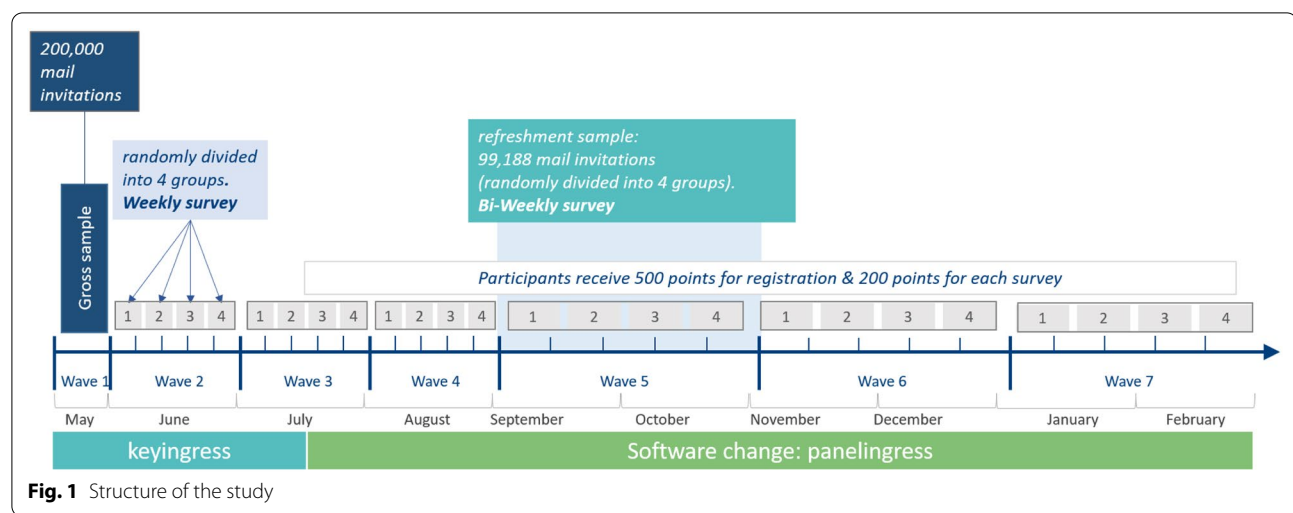 200,000
mail
invitations
randomly divided
into 4 groups.
Weekly survey
refreshment sample:
99,188 mail invitations
(randomly divided into 4 groups).
Bi-Weekly survey
Gross sample
Participants receive 500 points for registration & 200 points for each survey
1 2 3 4 1 2 3 4 1 2 3 4 1 2 3 4 1 2 3 4 1 2 3 4
Wave 1 Wave 2 Wave 3 Wave 4 Wave 5 Wave 6 Wave 7
May June July August September October November December January February
keyingress Software change: panelingress
Fig. 1 Structure of the study